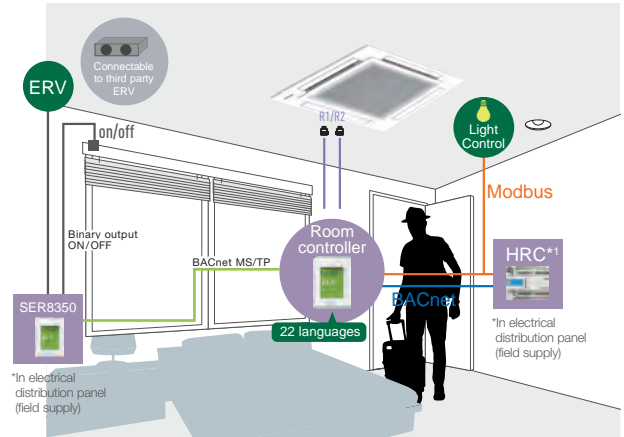 Connectable
to third party
ERV
ERV
on/off
R1/R2
Light
Control
Modbus
Binary output
ON/OFF
BACnet MS/TP
Room
controller
22 languages
HRC*1
BACnet
*In electrical
distribution panel
(field supply)
SER8350
*In electrical
distribution panel
(field supply)